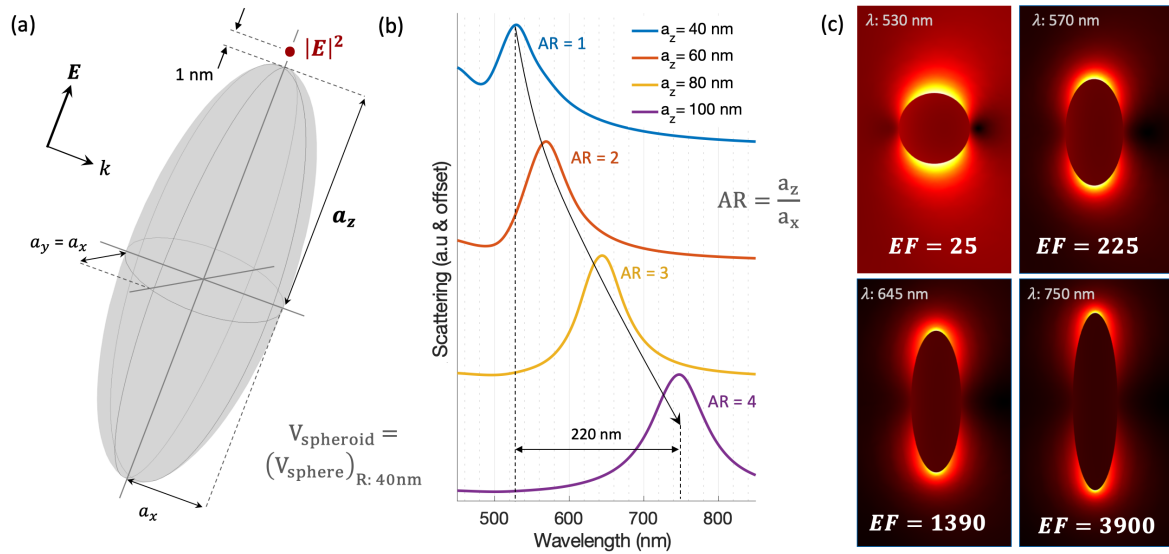 (a)
|E|²
1 nm
E
k
a_z
a_y = a_x
a_x
V_spheroid =
(V_sphere)_R: 40nm
(b)
AR = 1
a_z= 40 nm
a_z= 60 nm
a_z= 80 nm
a_z= 100 nm
AR = 2
AR = a_z/a_x
AR = 3
AR = 4
220 nm
Scattering (a.u & offset)
500 600 700 800
Wavelength (nm)
(c)
λ: 530 nm
EF = 25
λ: 570 nm
EF = 225
λ: 645 nm
EF = 1390
λ: 750 nm
EF = 3900